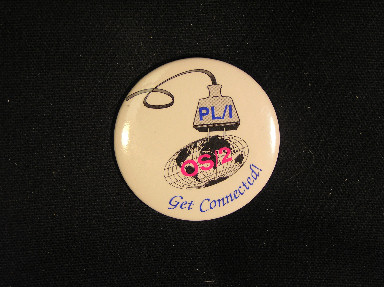 PL/I
OS/2
Get Connected!